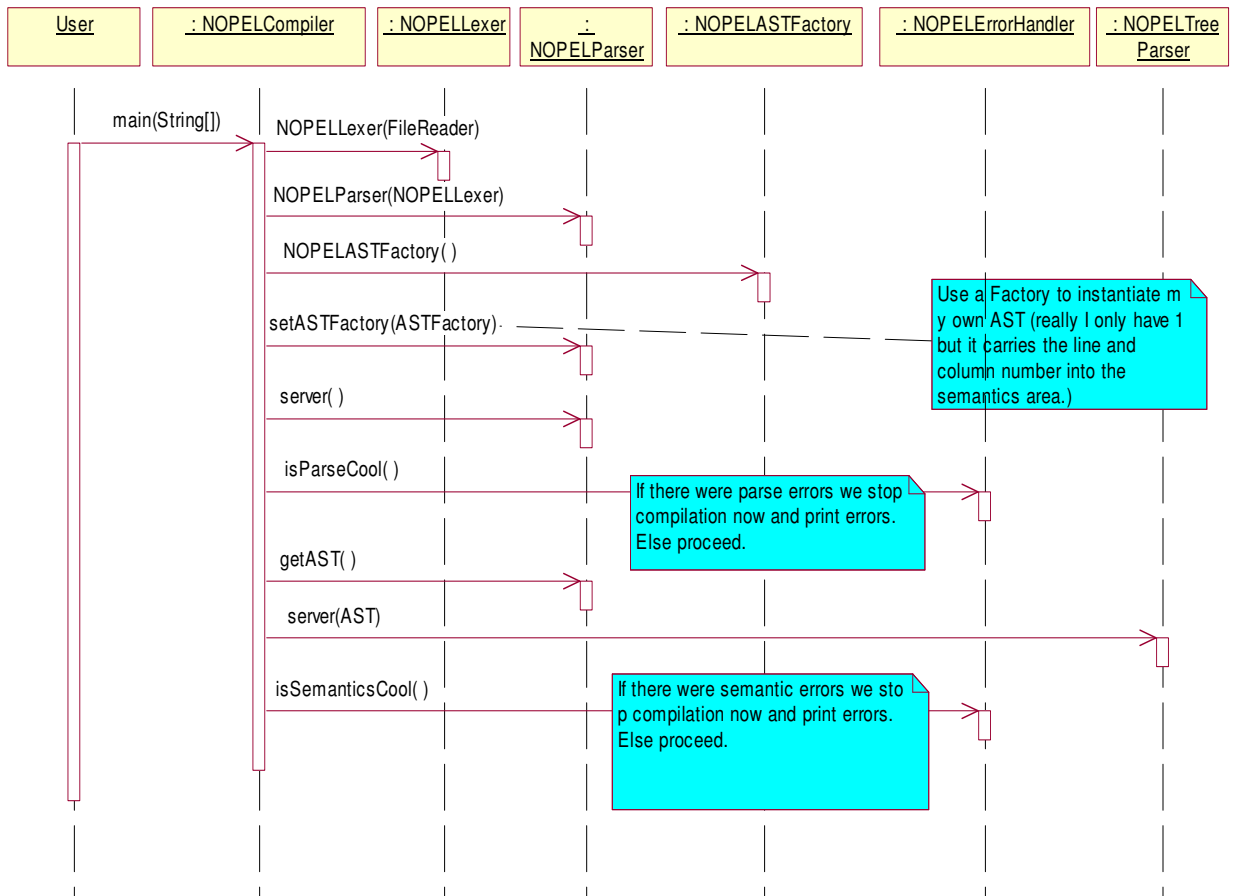 User
: NOPELCompiler
: NOPELLexer
:
NOPELParser
: NOPELASTFactory
: NOPELErrorHandler
: NOPELTree
Parser
main(String[])
NOPELLexer(FileReader)
NOPELParser(NOPELLexer)
NOPELASTFactory( )
Use a Factory to instantiate m
y own AST (really I only have 1
but it carries the line and
column number into the
semantics area.)
setASTFactory(ASTFactory)
server( )
isParseCool( )
If there were parse errors we stop
compilation now and print errors.
Else proceed.
getAST( )
server(AST)
isSemanticsCool( )
If there were semantic errors we sto
p compilation now and print errors.
Else proceed.